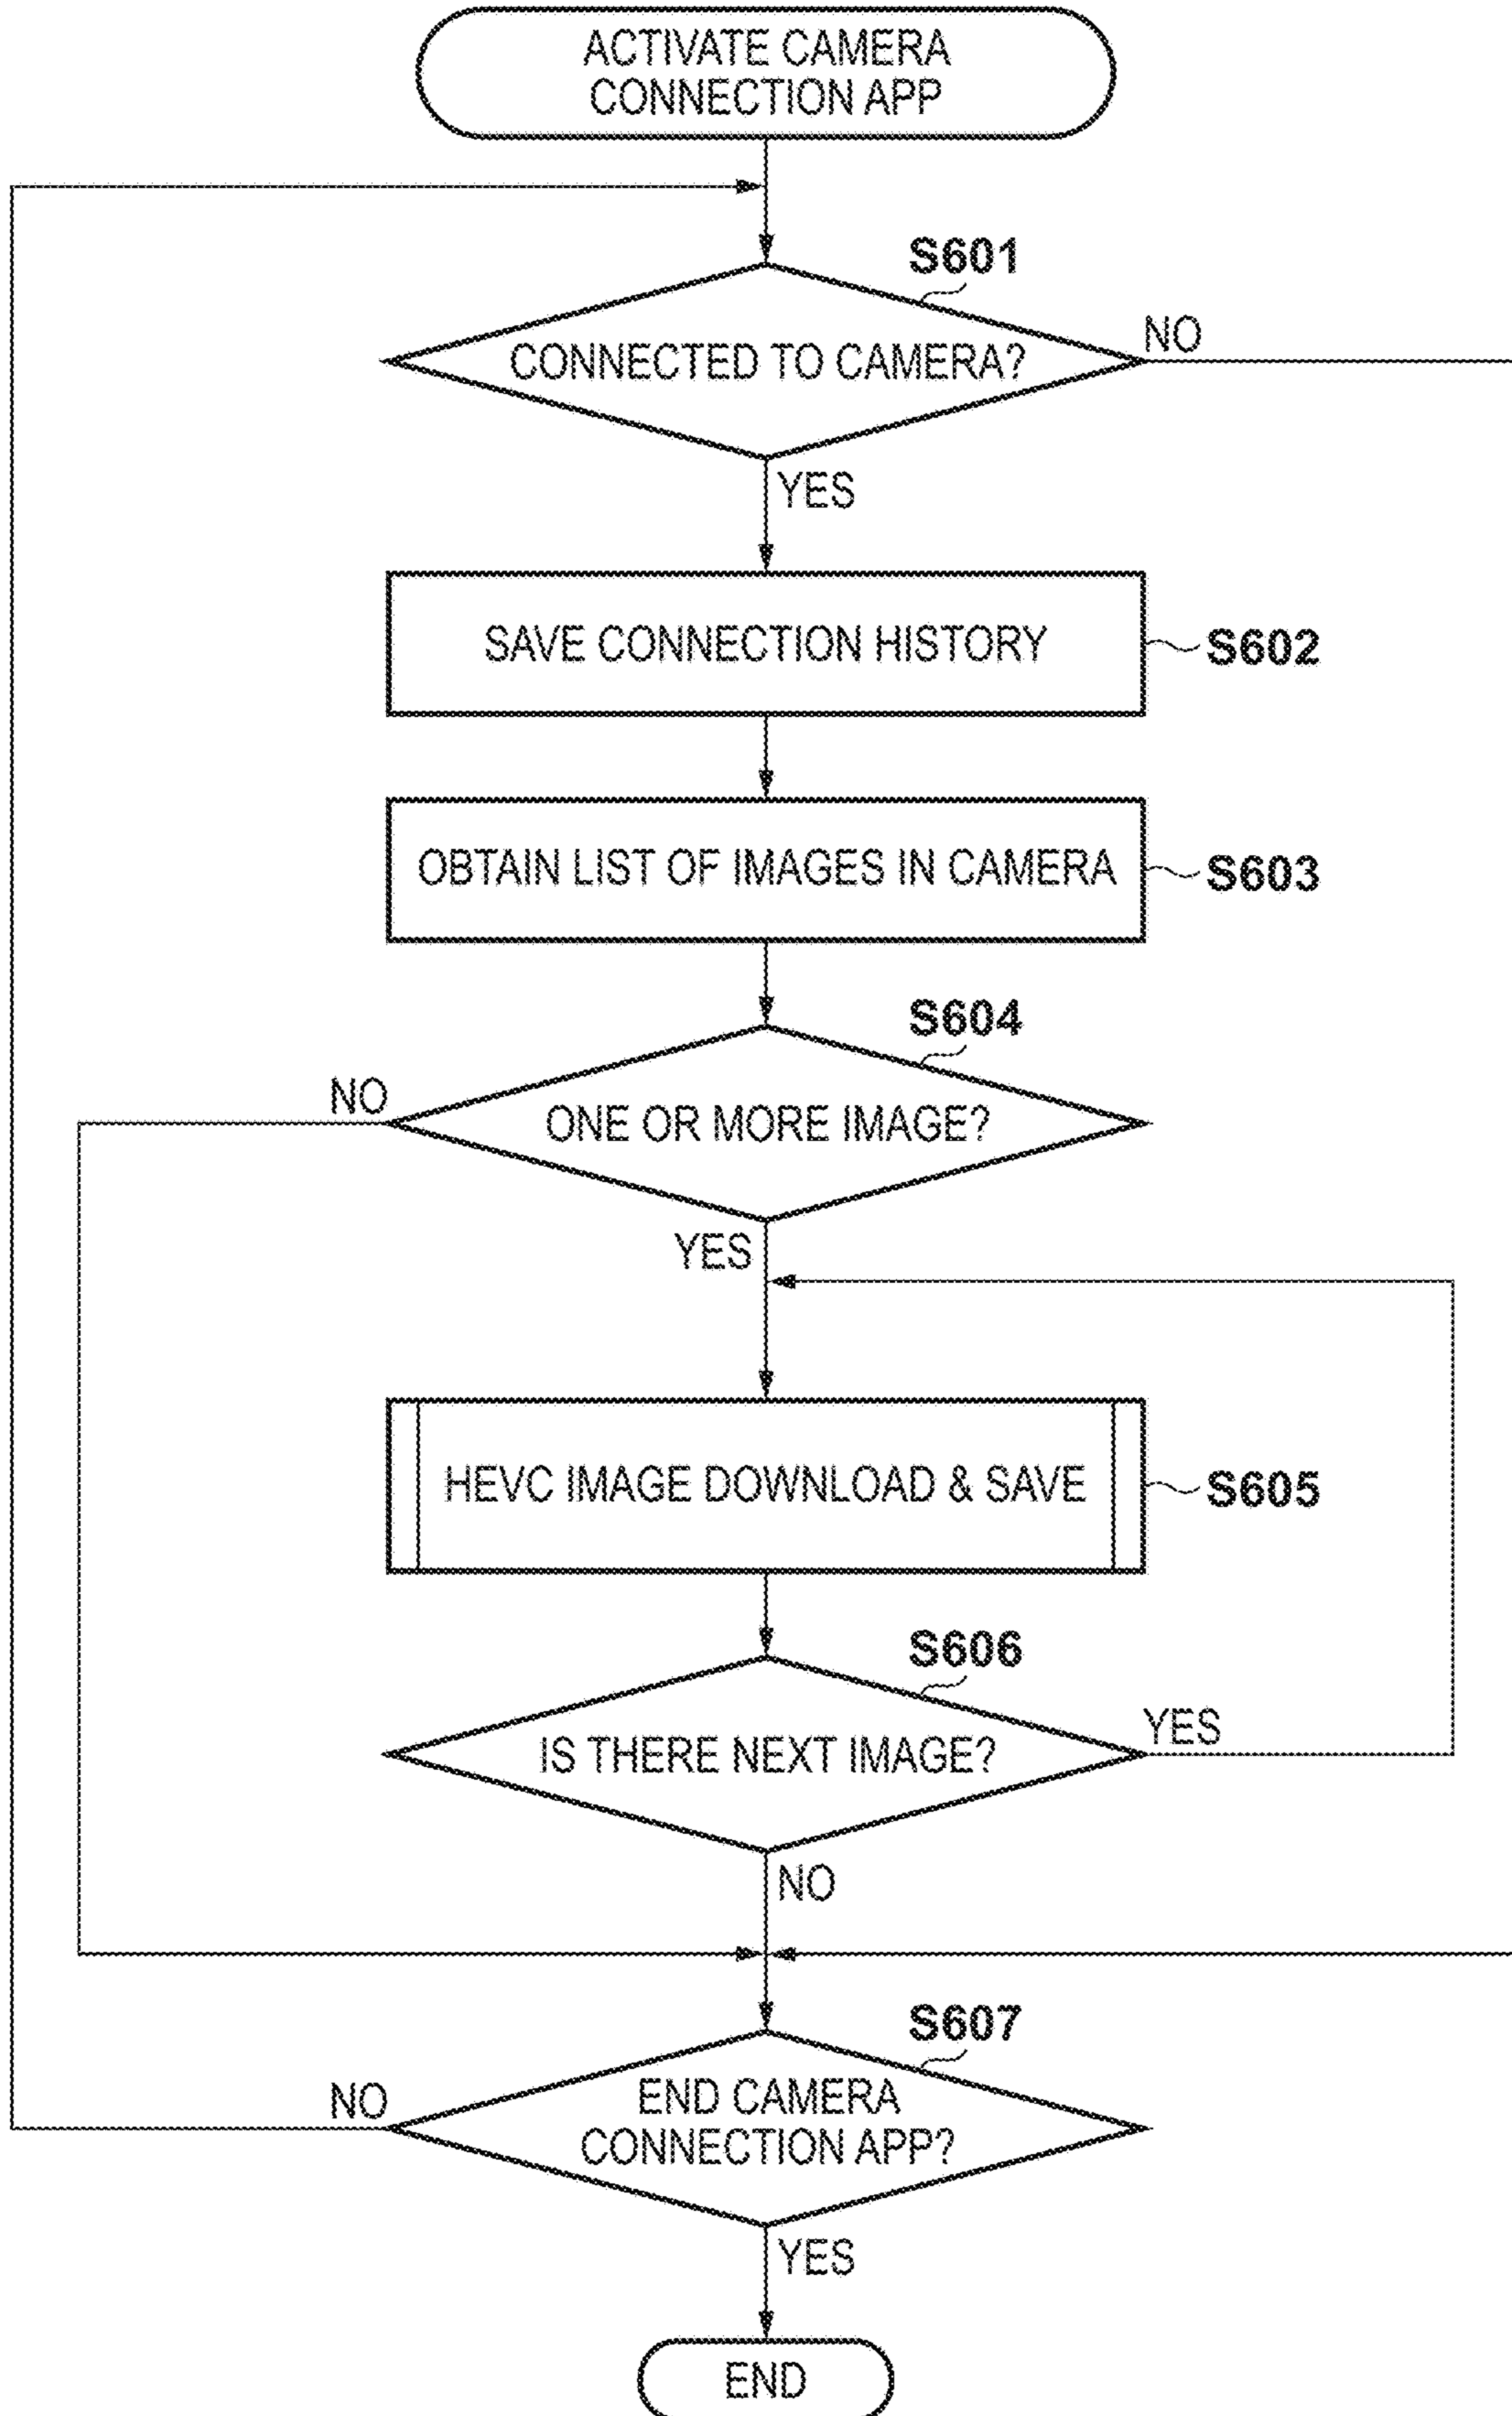 ACTIVATE CAMERA
CONNECTION APP
S601
CONNECTED TO CAMERA?
NO
YES
SAVE CONNECTION HISTORY
S602
OBTAIN LIST OF IMAGES IN CAMERA
S603
S604
NO
ONE OR MORE IMAGE?
YES
HEVC IMAGE DOWNLOAD & SAVE
S605
S606
IS THERE NEXT IMAGE?
YES
NO
S607
NO
END CAMERA
CONNECTION APP?
YES
END